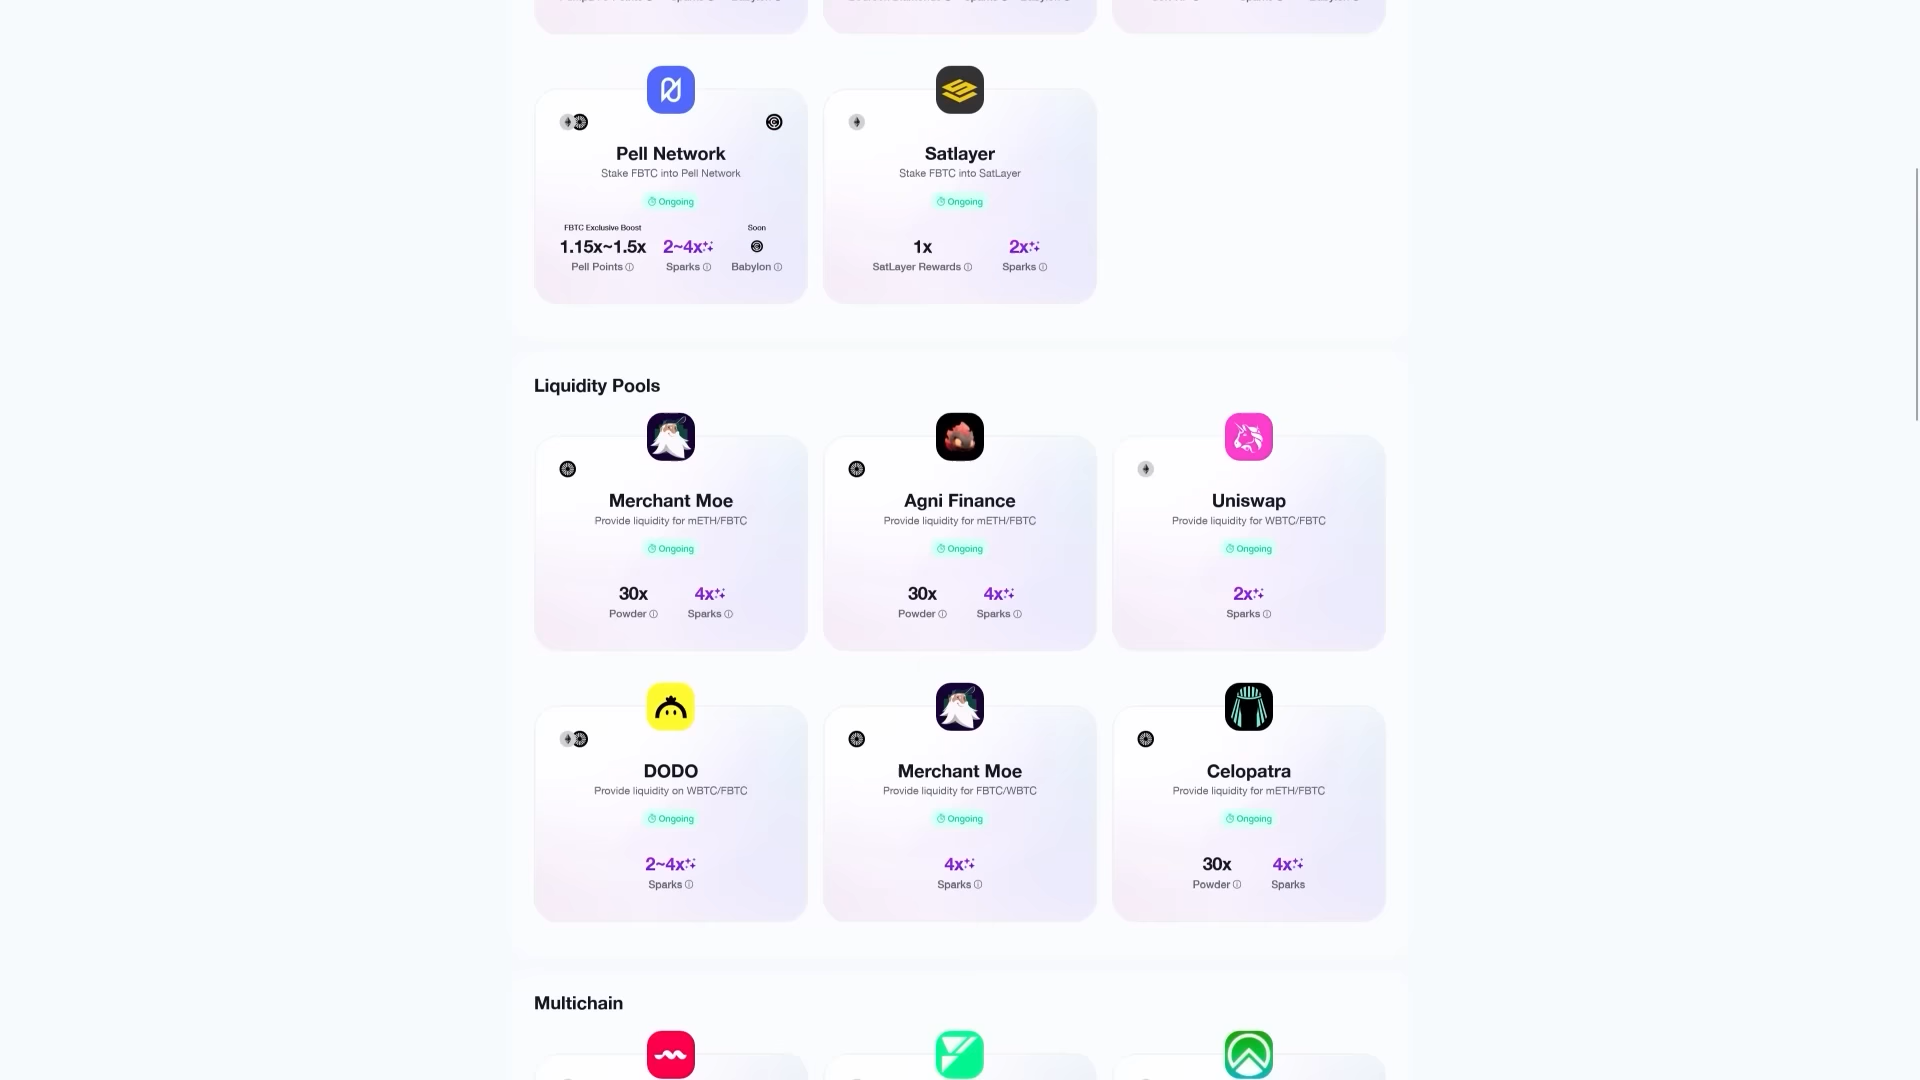 Pell Network
Stake FBTC into Pell Network
Ongoing
FBTC Exclusive Boost
1.15x~1.5x
Pell Points
2~4x
Sparks
Soon
Babylon
Satlayer
Stake FBTC into SatLayer
Ongoing
1x
SatLayer Rewards
2x
Sparks
Liquidity Pools
Merchant Moe
Provide liquidity for mETH/FBTC
Ongoing
30x
Powder
4x
Sparks
Agni Finance
Provide liquidity for mETH/FBTC
Ongoing
30x
Powder
4x
Sparks
Uniswap
Provide liquidity for WBTC/FBTC
Ongoing
2x
Sparks
DODO
Provide liquidity on WBTC/FBTC
Ongoing
2~4x
Sparks
Merchant Moe
Provide liquidity for FBTC/WBTC
Ongoing
4x
Sparks
Celopatra
Provide liquidity for mETH/FBTC
Ongoing
30x
Powder
4x
Sparks
Multichain